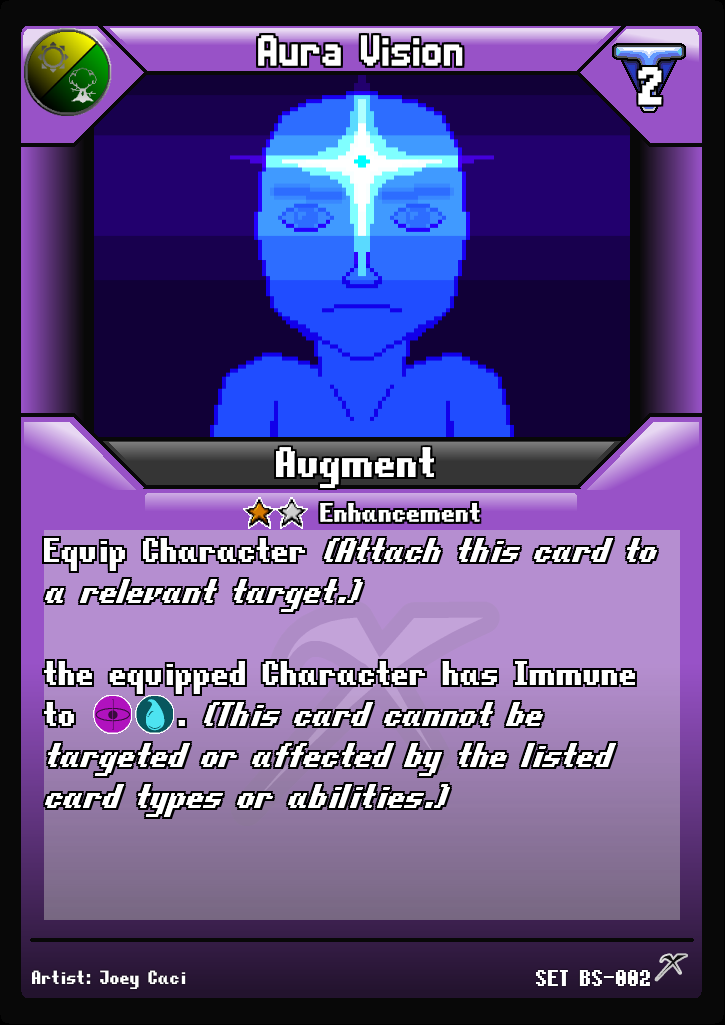 Aura Vision
2
Augment
Enhancement
Equip Character (Attach this card to
a relevant target.)
the equipped Character has Immune
to . (This card cannot be
targeted or affected by the listed
card types or abilities.)
Artist: Joey Caci
SET BS-002